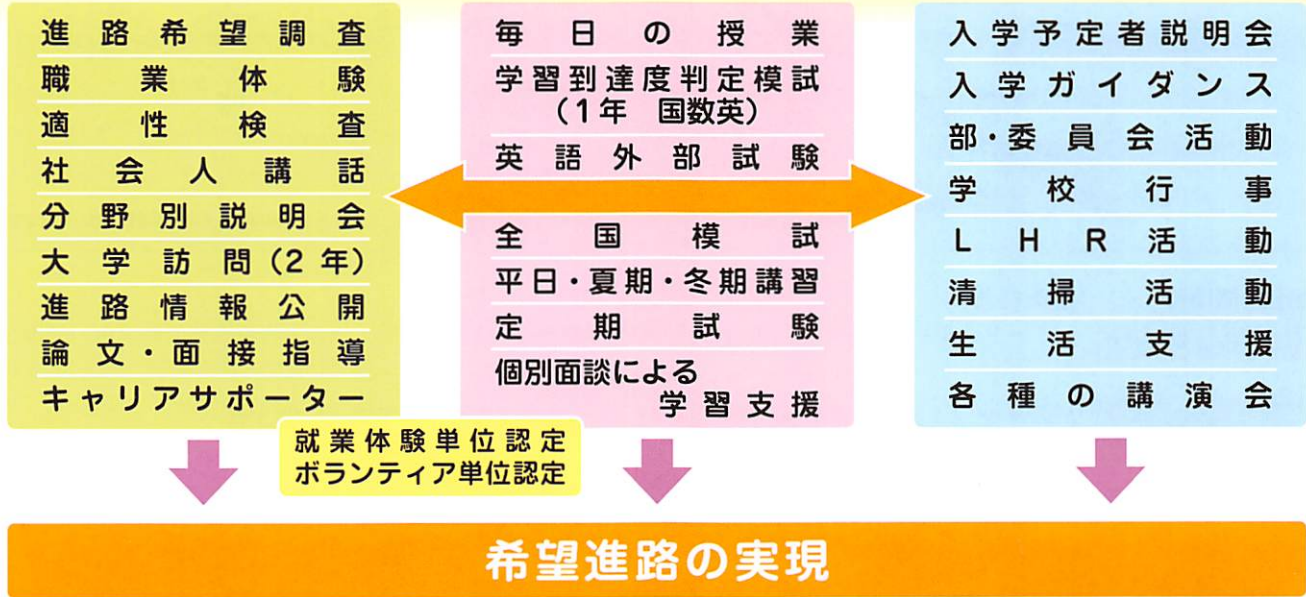 進路希望調査
職業体験
適性検査
社会人講話
分野別説明会
大学訪問(2年)
進路情報公開
論文・面接指導
キャリアサポーター
毎日の授業
学習到達度判定模試
(1年 国数英)
英語外部試験
全国模試
平日・夏期・冬期講習
定期試験
個別面談による
学習支援
入学予定者説明会
入学ガイダンス
部・委員会活動
学校行事
LHR活動
清掃活動
生活支援
各種の講演会
就業体験単位認定
ボランティア単位認定
希望進路の実現